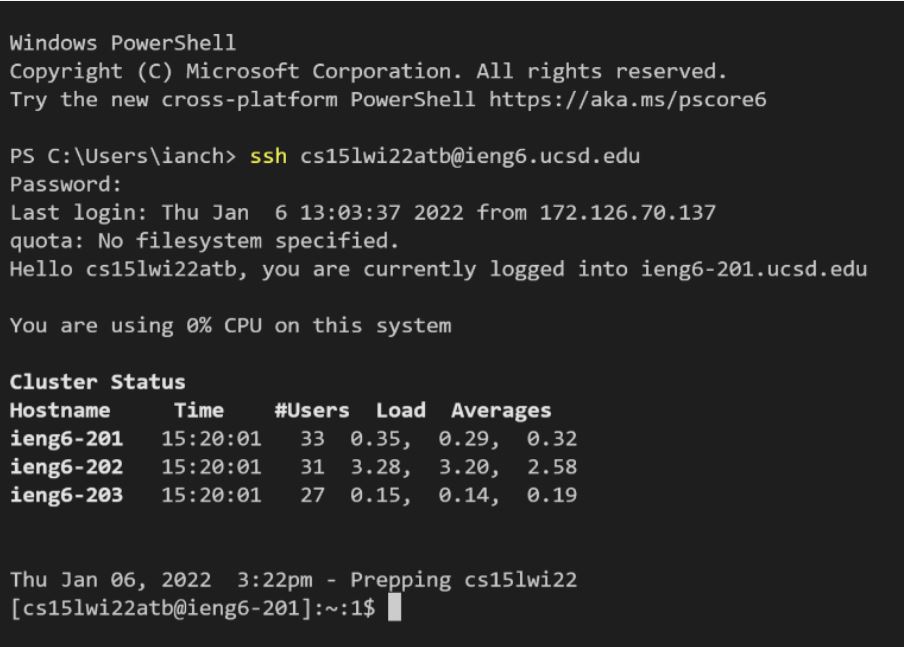 Windows PowerShell
Copyright (C) Microsoft Corporation. All rights reserved.
Try the new cross-platform PowerShell https://aka.ms/pscore6
PS C:\Users\ianch> ssh cs15lwi22atb@ieng6.ucsd.edu
Password:
Last login: Thu Jan  6 13:03:37 2022 from 172.126.70.137
quota: No filesystem specified.
Hello cs15lwi22atb, you are currently logged into ieng6-201.ucsd.edu
You are using 0% CPU on this system
Cluster Status
Hostname     Time    #Users  Load  Averages
ieng6-201   15:20:01   33  0.35,  0.29,  0.32
ieng6-202   15:20:01   31  3.28,  3.20,  2.58
ieng6-203   15:20:01   27  0.15,  0.14,  0.19
Thu Jan 06, 2022  3:22pm - Prepping cs15lwi22
[cs15lwi22atb@ieng6-201]:~:1$